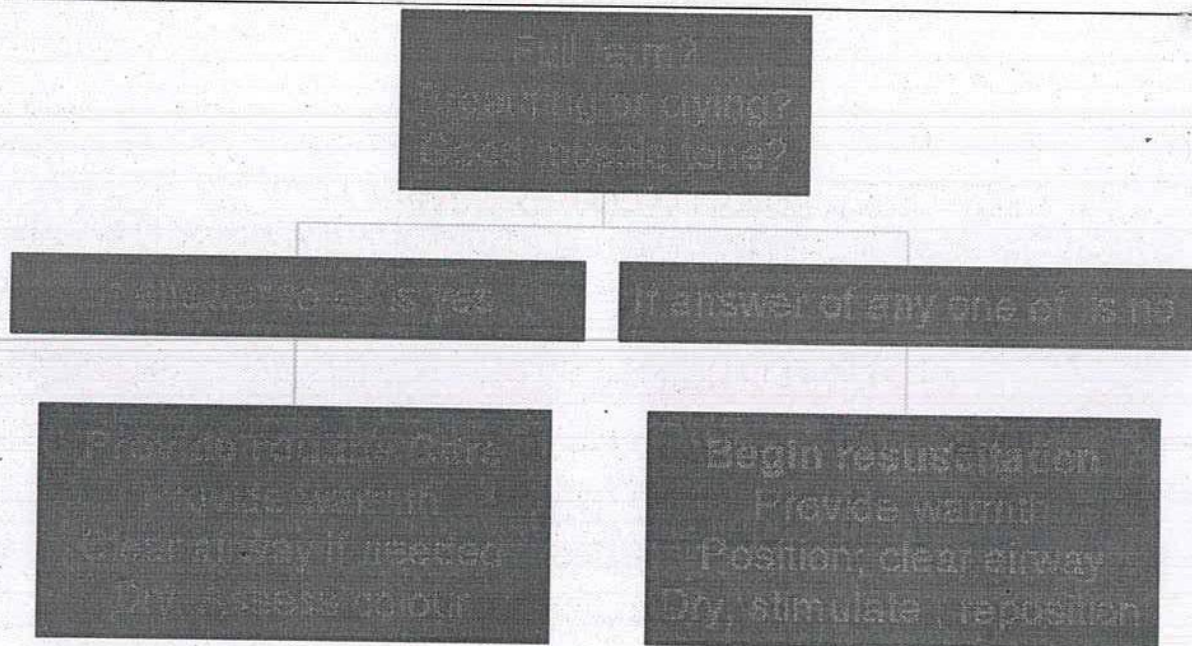 Full term?
Breathing or crying?
Good muscle tone?
If answer to all is yes
If answer of any one of is no
Provide routine Care
Provide warmth
Clear airway if needed
Dry, Assess colour
Begin resuscitation
Provide warmth
Position; clear airway
Dry, stimulate, reposition